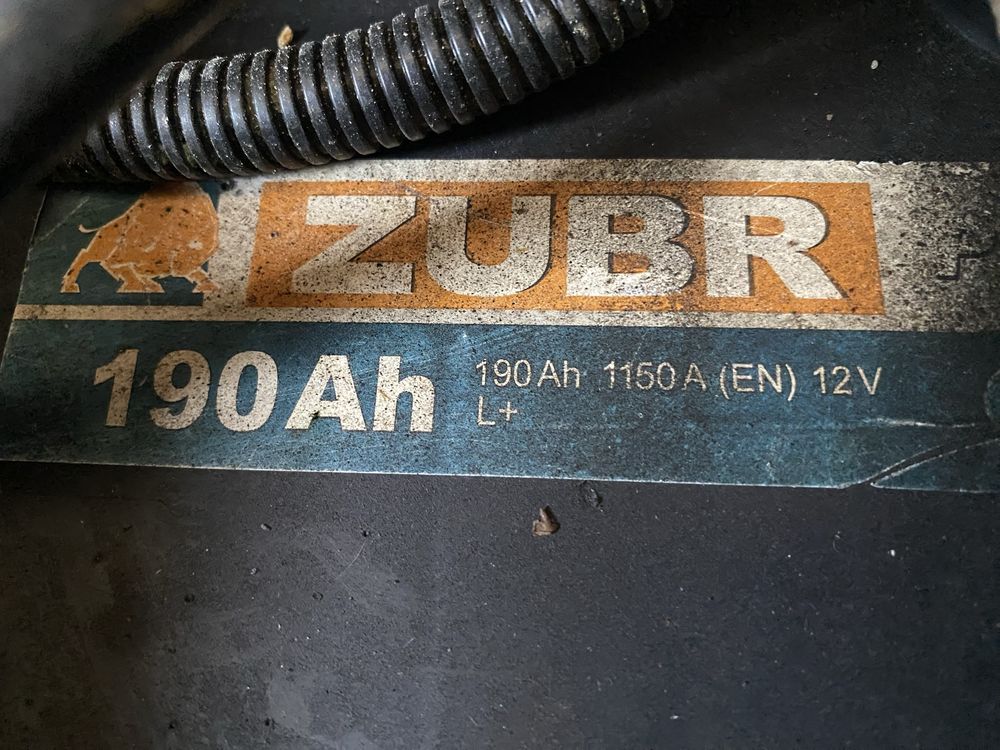 ZUBR
190Ah
190Ah 1150A (EN) 12V
L+